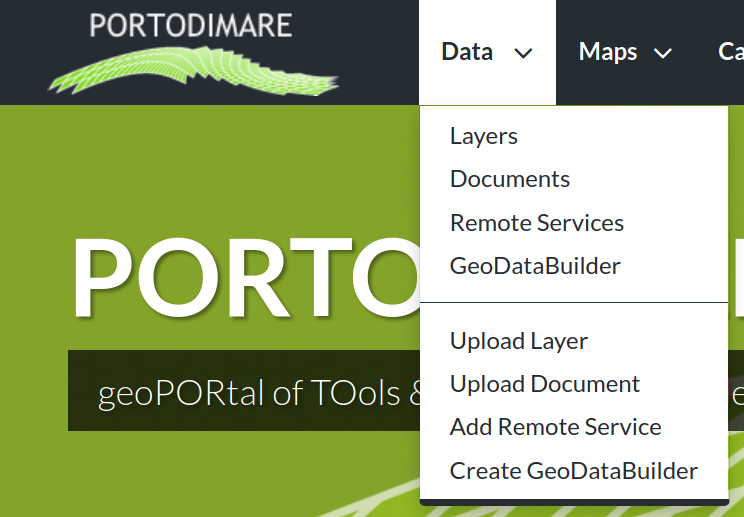 PORTODIMARE
Data
Maps
Layers
Documents
Remote Services
GeoDataBuilder
PORTO
geoPORtal of TOols &
Upload Layer
Upload Document
Add Remote Service
Create GeoDataBuilder